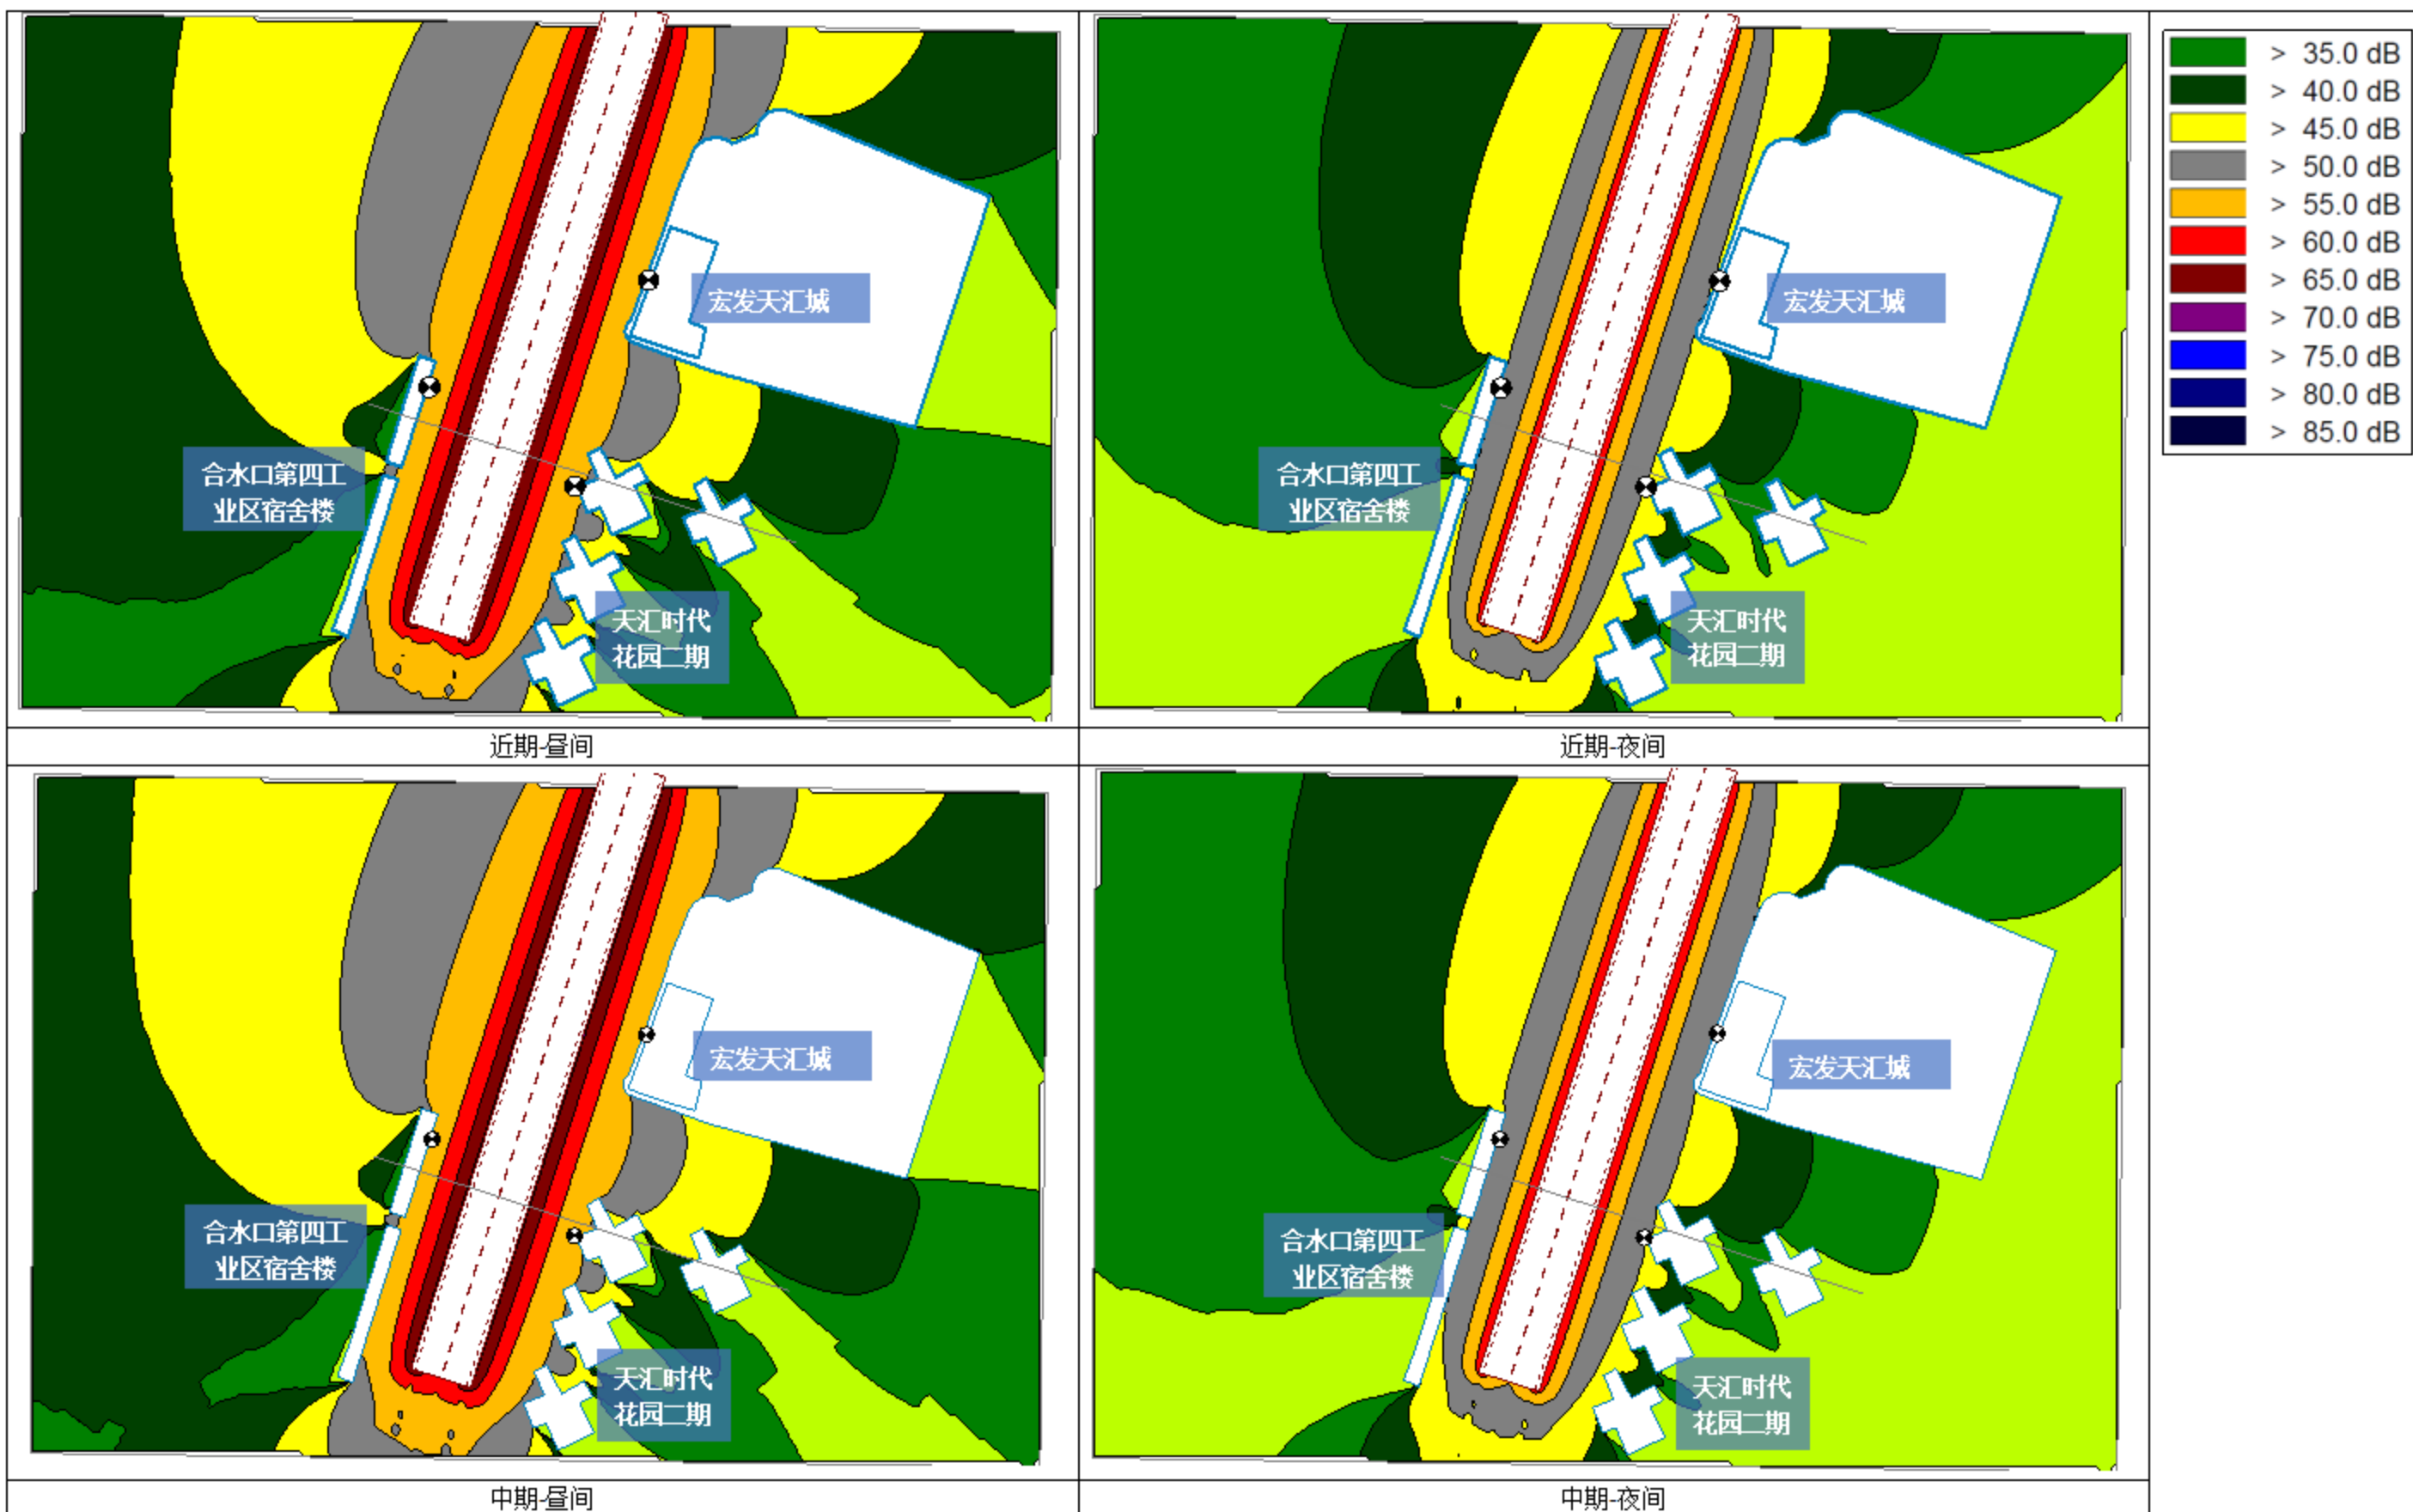 宏发天汇城
合水口第四工
业区宿舍楼
天汇时代
花园二期
近期-昼间
宏发天汇城
合水口第四工
业区宿舍楼
天汇时代
花园二期
近期-夜间
> 35.0 dB
> 40.0 dB
> 45.0 dB
> 50.0 dB
> 55.0 dB
> 60.0 dB
> 65.0 dB
> 70.0 dB
> 75.0 dB
> 80.0 dB
> 85.0 dB
宏发天汇城
合水口第四工
业区宿舍楼
天汇时代
花园二期
中期-昼间
宏发天汇城
合水口第四工
业区宿舍楼
天汇时代
花园二期
中期-夜间